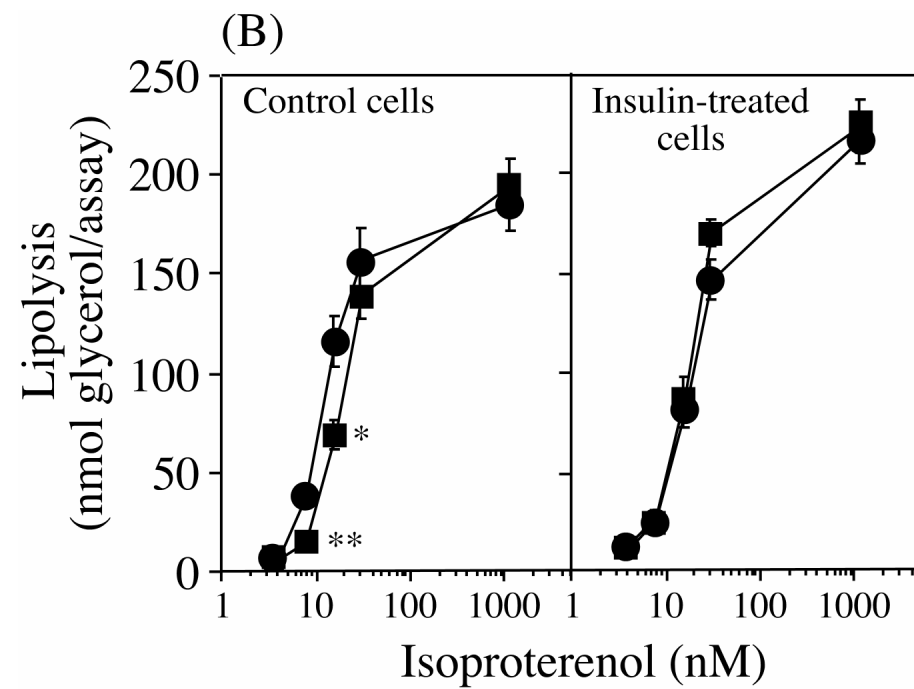 (B)
Control cells
Insulin-treated
cells
Lipolysis
(nmol glycerol/assay)
250
200
150
100
50
0
*
**
1 10 100 1000 1 10 100 1000
Isoproterenol (nM)